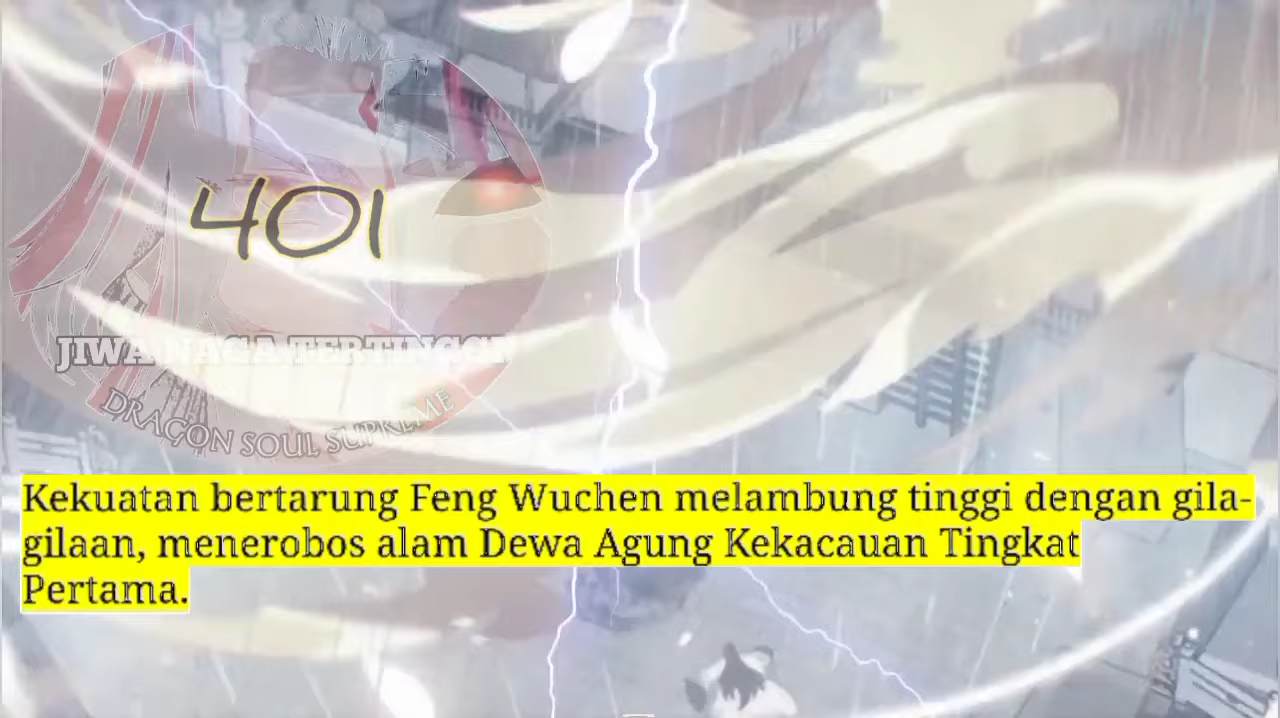 401
JIWA NAGA TERTINGGI
DRAGON SOUL SUPREME
Kekuatan bertarung Feng Wuchen melambung tinggi dengan gila-
gilaan, menerobos alam Dewa Agung Kekacauan Tingkat
Pertama.